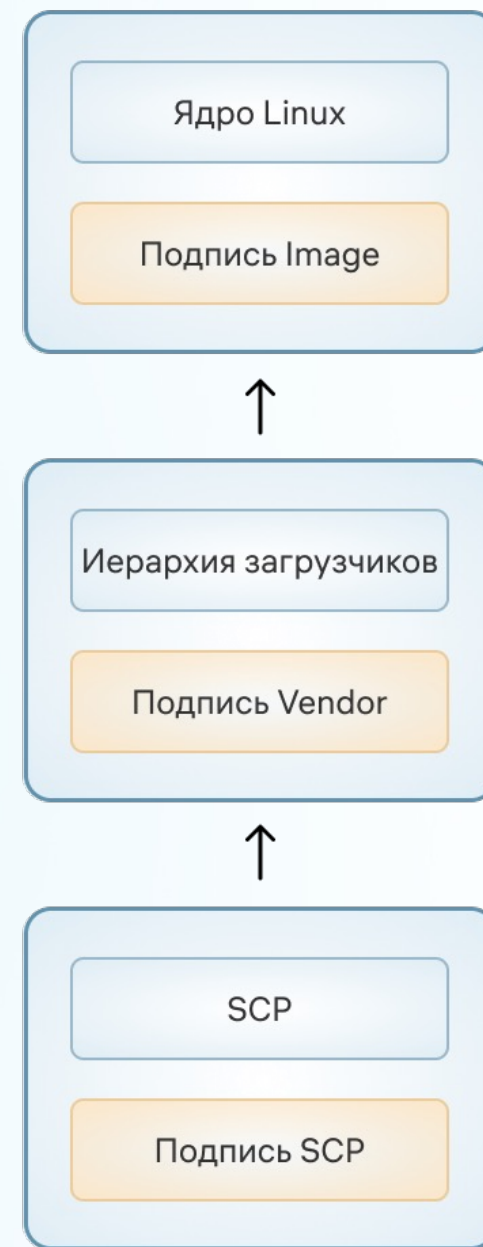 Ядро Linux
Подпись Image
Иерархия загрузчиков
Подпись Vendor
SCP
Подпись SCP